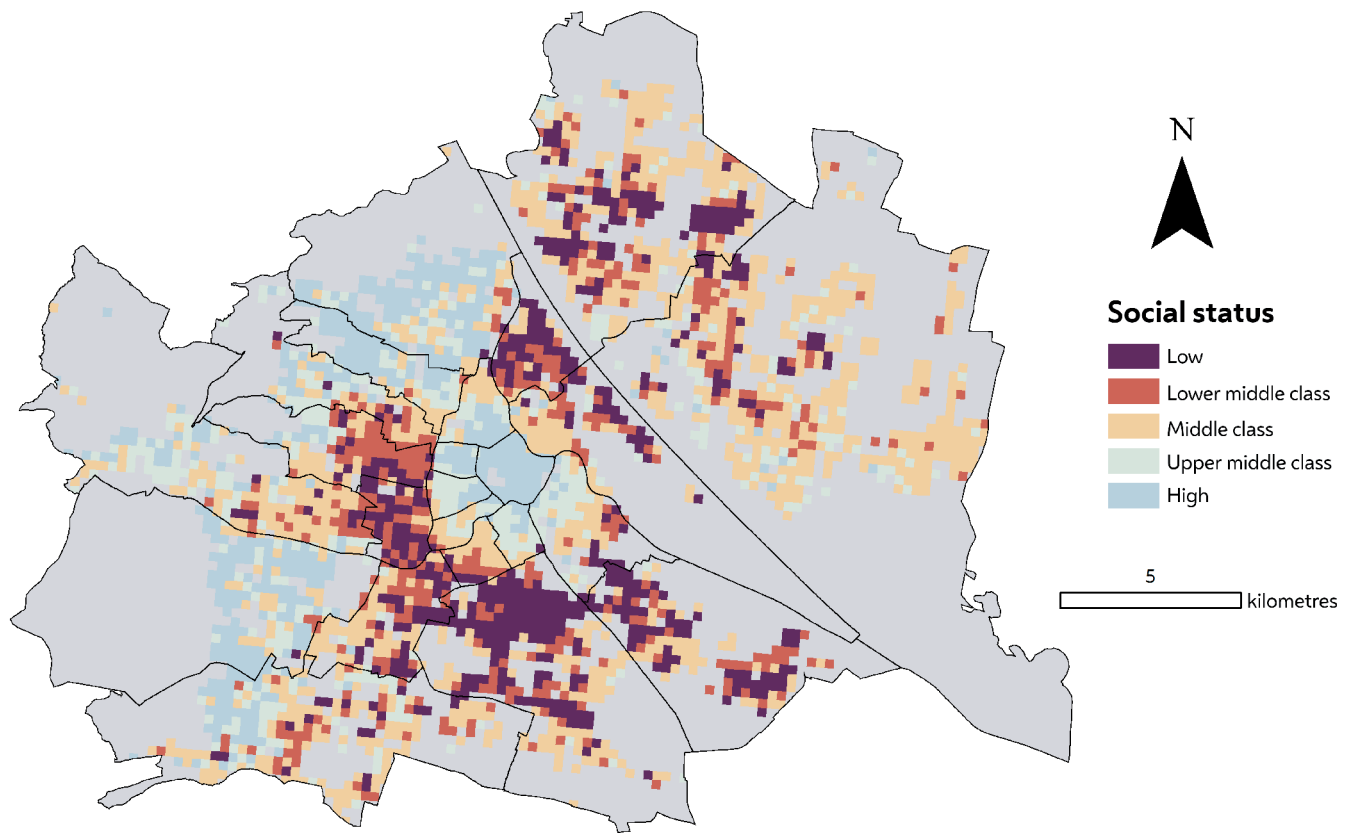 N
Social status
Low
Lower middle class
Middle class
Upper middle class
High
5
kilometres